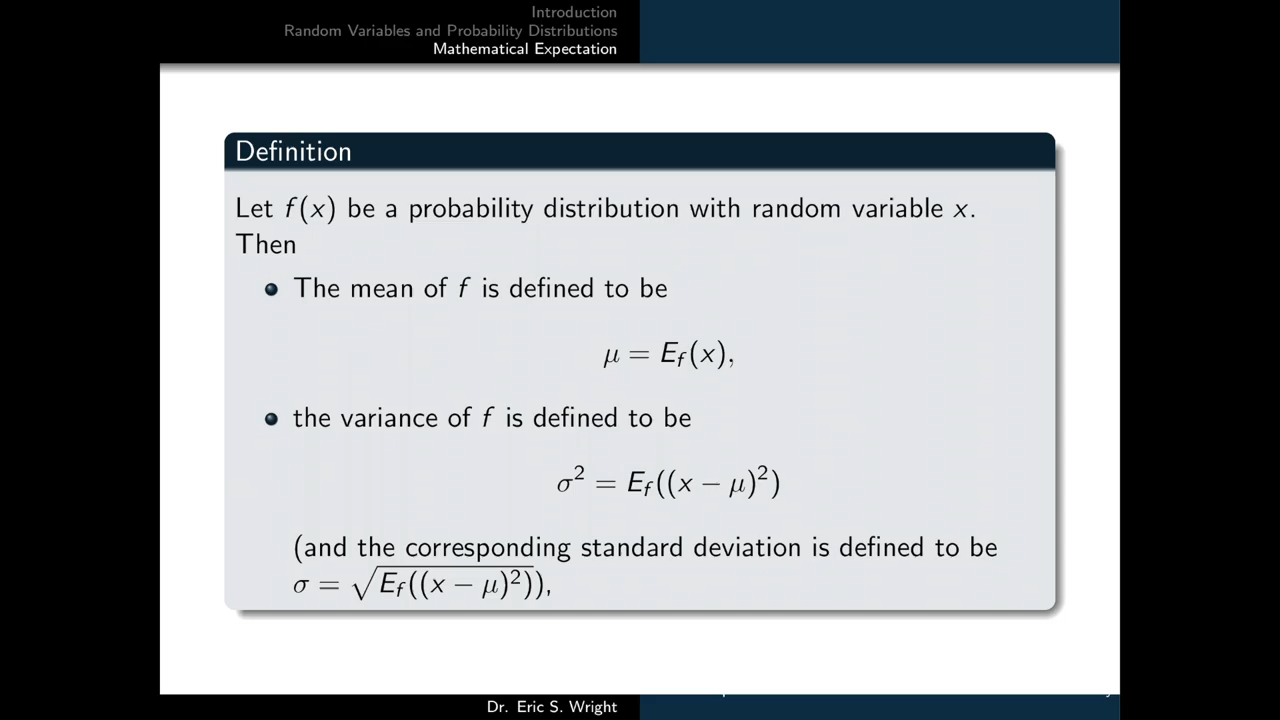 Introduction
Random Variables and Probability Distributions
Mathematical Expectation
Definition
Let f(x) be a probability distribution with random variable x.
Then
• The mean of f is defined to be
μ = E_f(x),
• the variance of f is defined to be
σ² = E_f((x − μ)²)
(and the corresponding standard deviation is defined to be
σ = √E_f((x − μ)²)),
Dr. Eric S. Wright